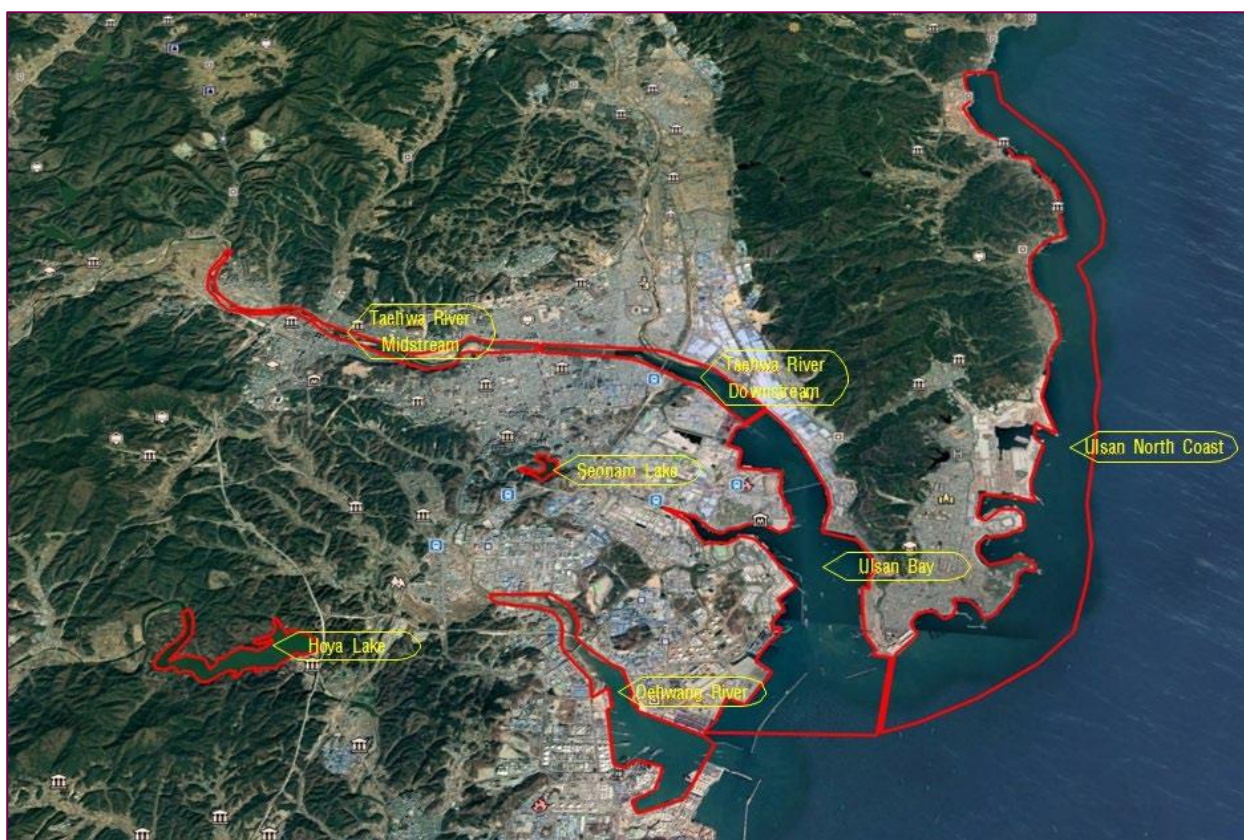 Taehwa River
Midstream
Taehwa River
Downstream
Ulsan North Coast
Seonam Lake
Ulsan Bay
Hoya Lake
Oehwang River